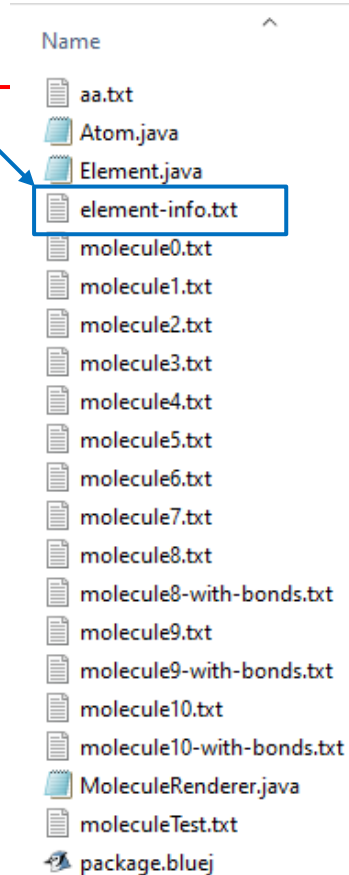 Name
aa.txt
Atom.java
Element.java
element-info.txt
molecule0.txt
molecule1.txt
molecule2.txt
molecule3.txt
molecule4.txt
molecule5.txt
molecule6.txt
molecule7.txt
molecule8.txt
molecule8-with-bonds.txt
molecule9.txt
molecule9-with-bonds.txt
molecule10.txt
molecule10-with-bonds.txt
MoleculeRenderer.java
moleculeTest.txt
package.bluej